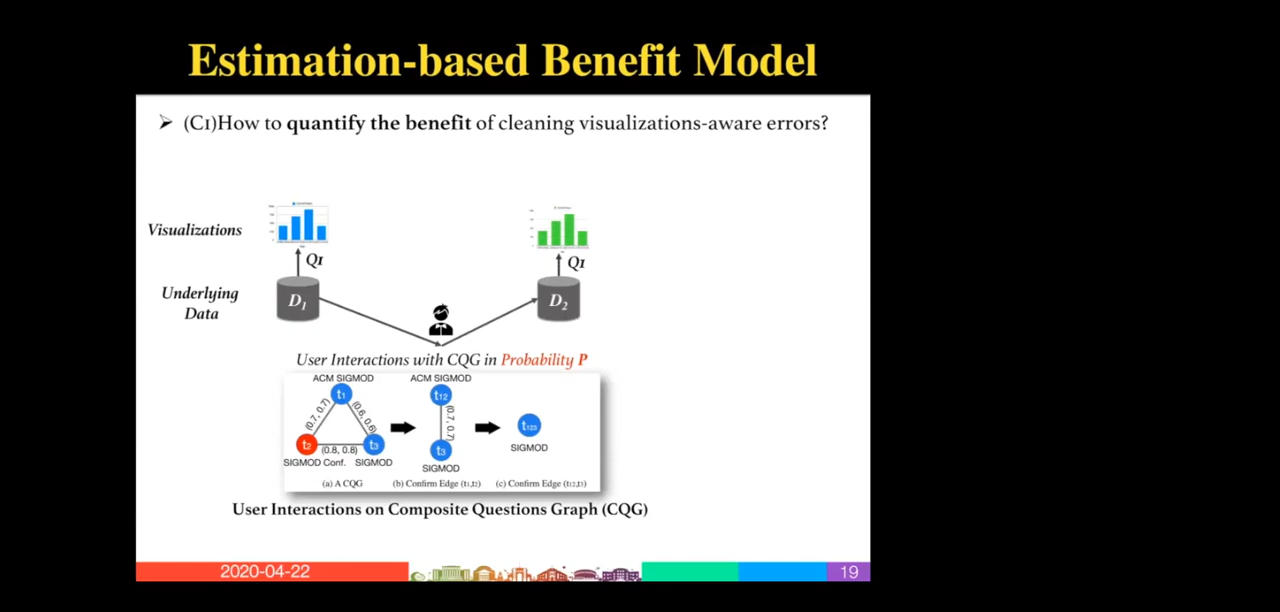 Estimation-based Benefit Model
➢ (C1)How to quantify the benefit of cleaning visualizations-aware errors?
Visualizations
Q1
Q1
Underlying
Data
D1
D2
User Interactions with CQG in Probability P
ACM SIGMOD
ACM SIGMOD
t1
t12
(0.7, 0.7)
(0.6, 0.6)
(0.7, 0.7)
t123
t2
t3
t3
(0.8, 0.8)
SIGMOD
SIGMOD Conf.
SIGMOD
SIGMOD
(a) A CQG
(b) Confirm Edge (t1,t2)
(c) Confirm Edge (t12,t3)
User Interactions on Composite Questions Graph (CQG)
2020-04-22
19